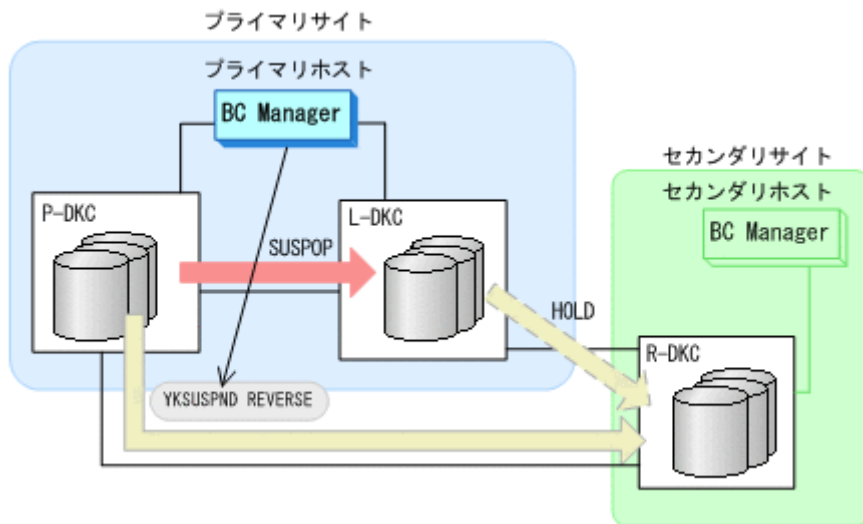 プライマリサイト
プライマリホスト
BC Manager
セカンダリサイト
セカンダリホスト
BC Manager
P-DKC
L-DKC
SUSPOP
HOLD
R-DKC
YKSUSPND REVERSE